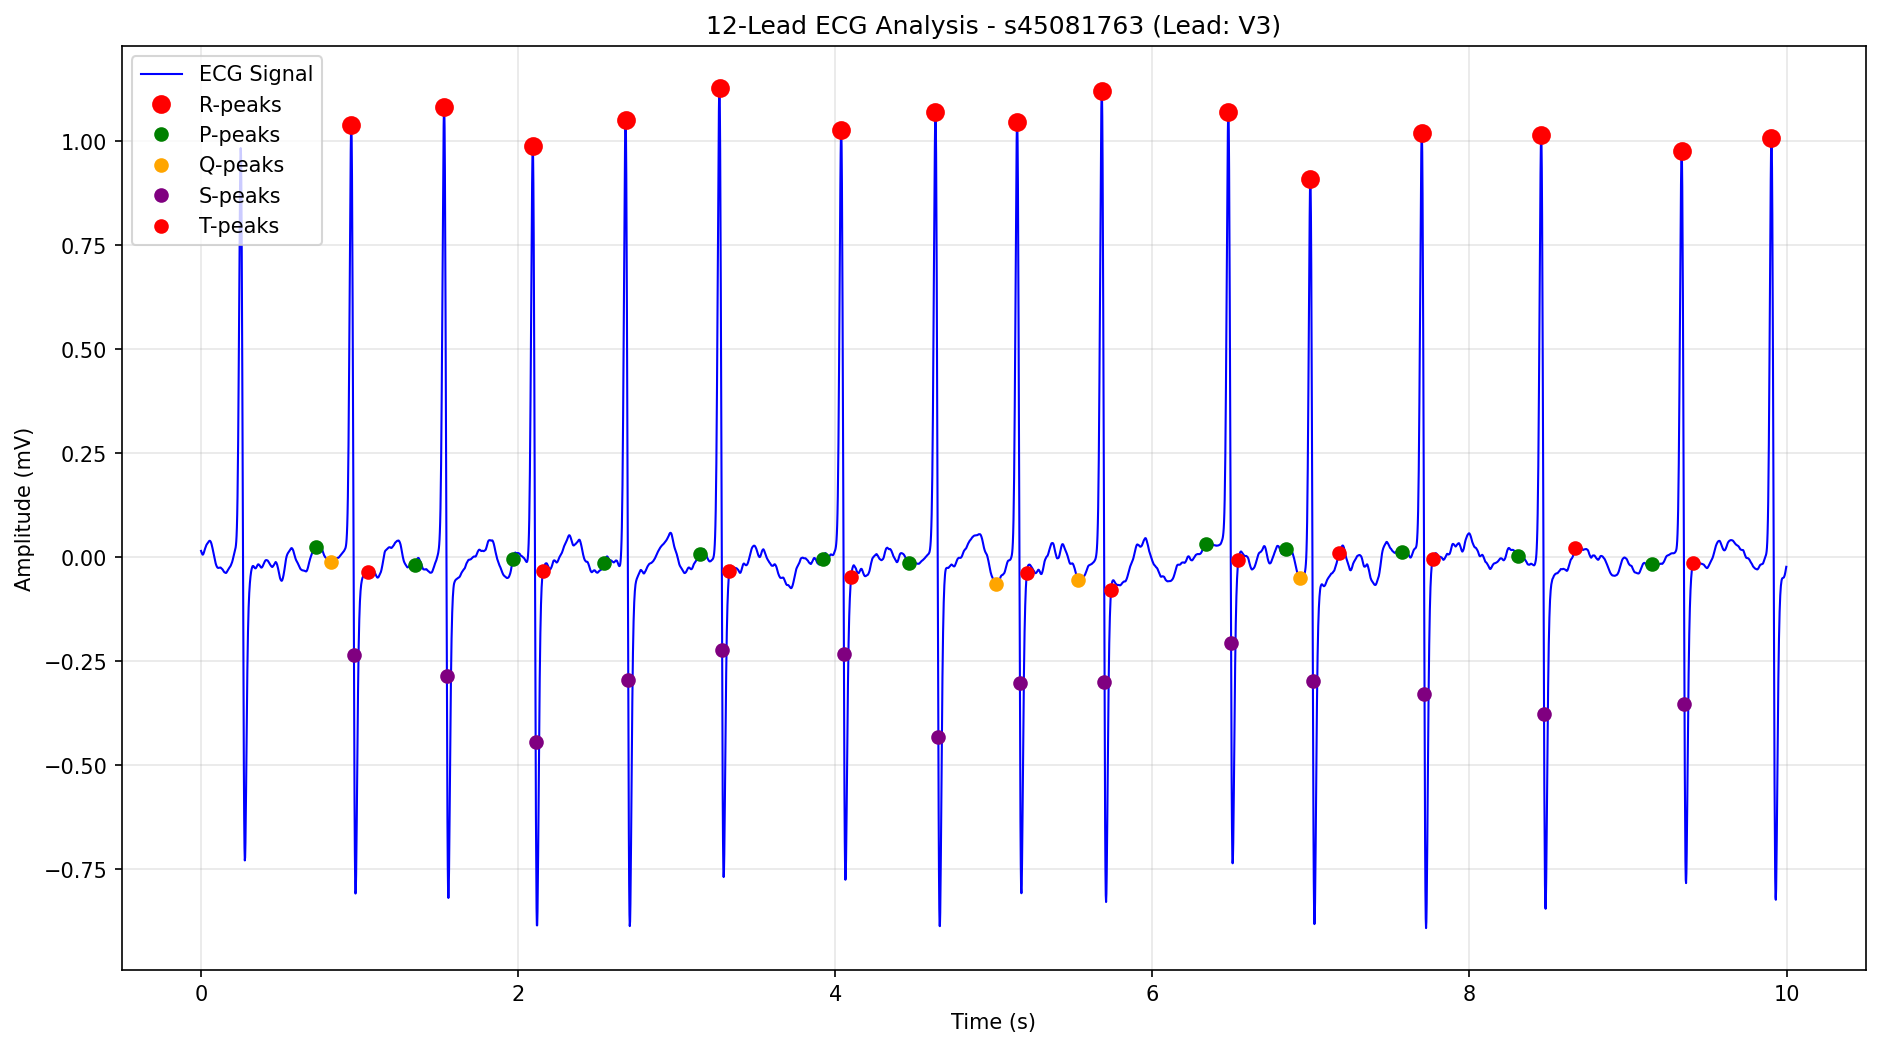 12-Lead ECG Analysis - s45081763 (Lead: V3)
ECG Signal
R-peaks
P-peaks
Q-peaks
S-peaks
T-peaks
Amplitude (mV)
1.00
0.75
0.50
0.25
0.00
−0.25
−0.50
−0.75
0 2 4 6 8 10
Time (s)